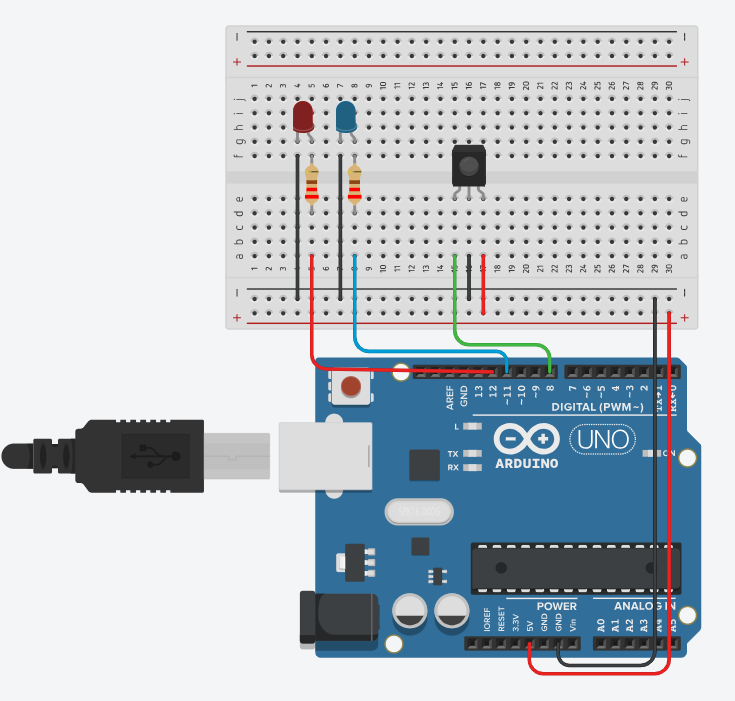 − −
+ +
1 2 3 4 5 6 7 8 9 10 11 12 13 14 15 16 17 18 19 20 21 22 23 24 25 26 27 28 29 30
j j
i i
h h
g g
f f
e e
d d
c c
b b
a a
1 2 3 4 5 6 7 8 9 10 11 12 13 14 15 16 17 18 19 20 21 22 23 24 25 26 27 28 29 30
− −
+ +
AREF GND 13 12 ~11 ~10 ~9 8 7 ~6 ~5 4 ~3 2 TX→1 RX←0
DIGITAL (PWM~)
L
TX
RX
ARDUINO
UNO
ON
POWER
ANALOG IN
IOREF RESET 3.3V 5V GND GND Vin A0 A1 A2 A3 A4 A5